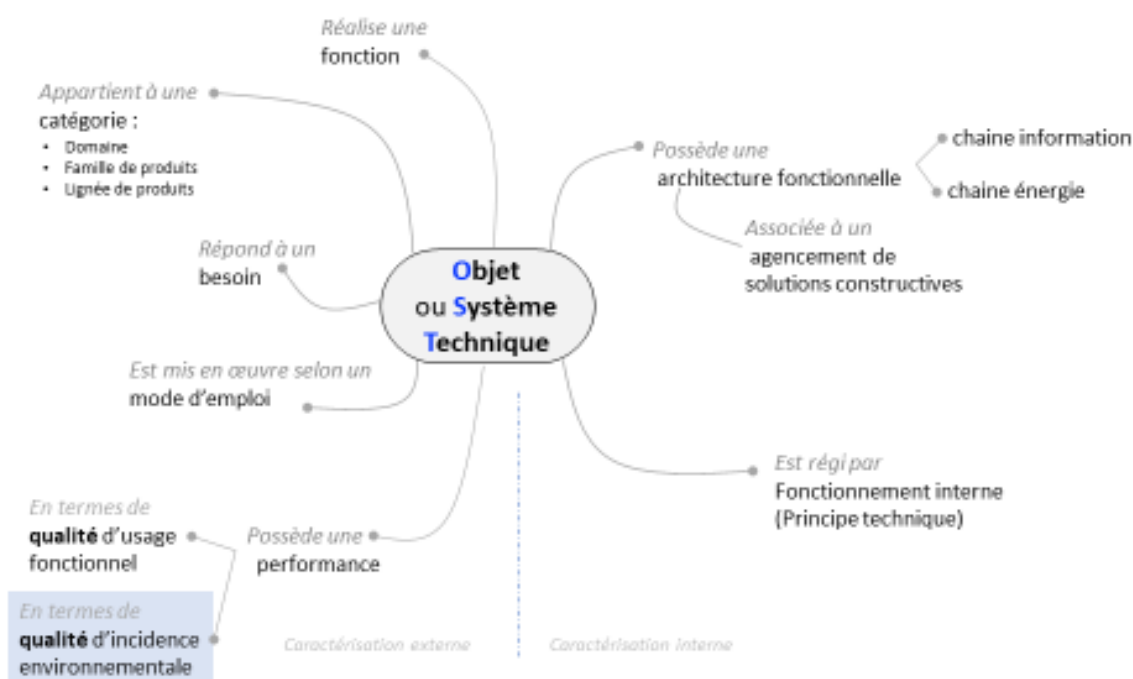 Réalise une
fonction
Appartient à une
catégorie :
• Domaine
• Famille de produits
• Lignée de produits
Répond à un
besoin
Est mis en œuvre selon un
mode d'emploi
En termes de
qualité d'usage
fonctionnel
Possède une
performance
En termes de
qualité d'incidence
environnementale
Objet
ou Système
Technique
Possède une
architecture fonctionnelle
chaine information
chaine énergie
Associée à un
agencement de
solutions constructives
Est régi par
Fonctionnement interne
(Principe technique)
Caractérisation externe
Caractérisation interne